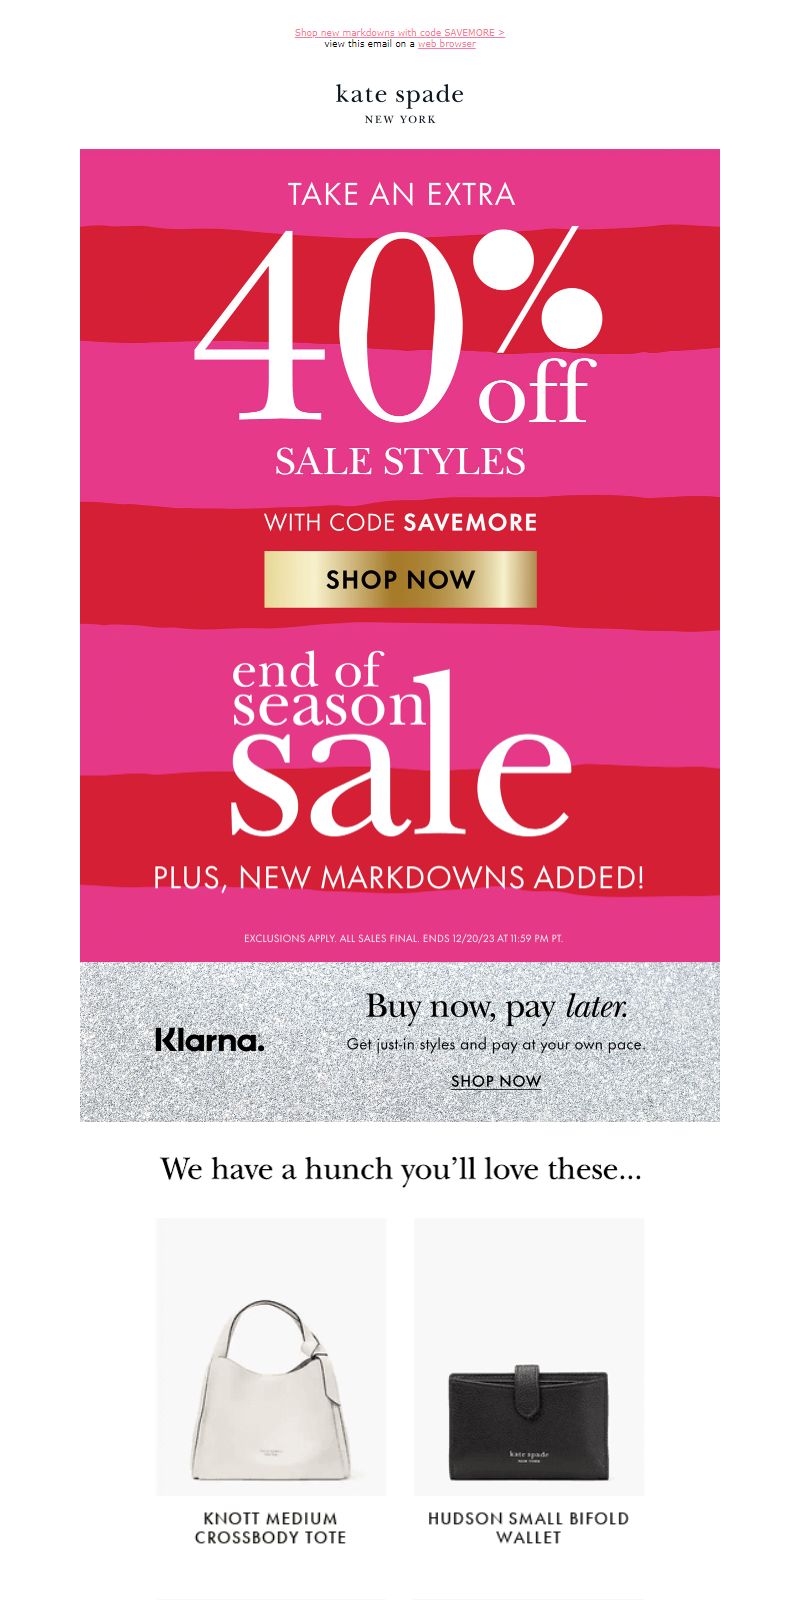 Shop new markdowns with code SAVEMORE >
view this email on a web browser
kate spade
NEW YORK
TAKE AN EXTRA
40% off
SALE STYLES
WITH CODE SAVEMORE
SHOP NOW
end of
season
sale
PLUS, NEW MARKDOWNS ADDED!
EXCLUSIONS APPLY. ALL SALES FINAL. ENDS 12/20/23 AT 11:59 PM PT.
Klarna.
Buy now, pay later.
Get just-in styles and pay at your own pace.
SHOP NOW
We have a hunch you’ll love these...
kate spade
NEW YORK
KNOTT MEDIUM
CROSSBODY TOTE
HUDSON SMALL BIFOLD
WALLET